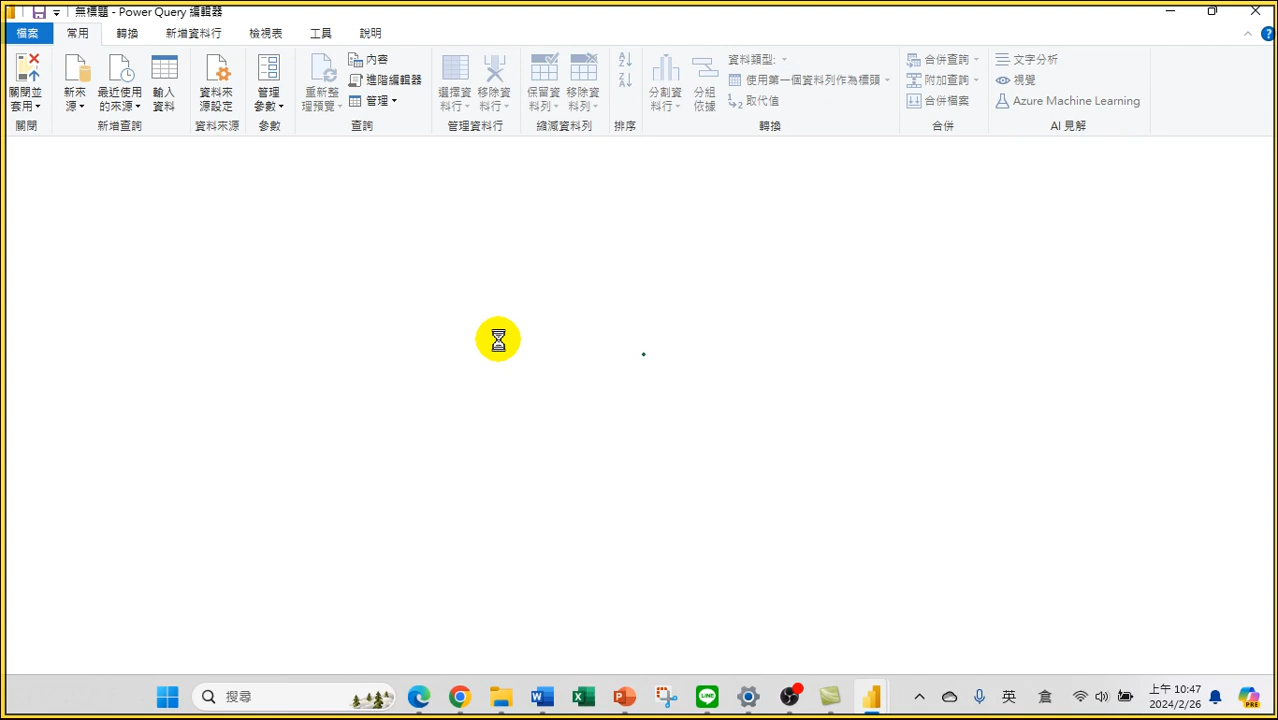 無標題 - Power Query 編輯器
檔案 常用 轉換 新增資料行 檢視表 工具 說明
關閉並套用
新來源
最近使用的來源
輸入資料
資料來源設定
管理參數
重新整理預覽
內容
進階編輯器
管理
選擇資料行
移除資料行
保留資料列
移除資料列
分割資料行
分組依據
資料類型:
使用第一個資料列作為標頭
取代值
合併查詢
附加查詢
合併檔案
文字分析
視覺
Azure Machine Learning
關閉 新增查詢 資料來源 參數 查詢 管理資料行 縮減資料列 排序 轉換 合併 AI 見解
搜尋
英
上午 10:47
2024/2/26
PRE